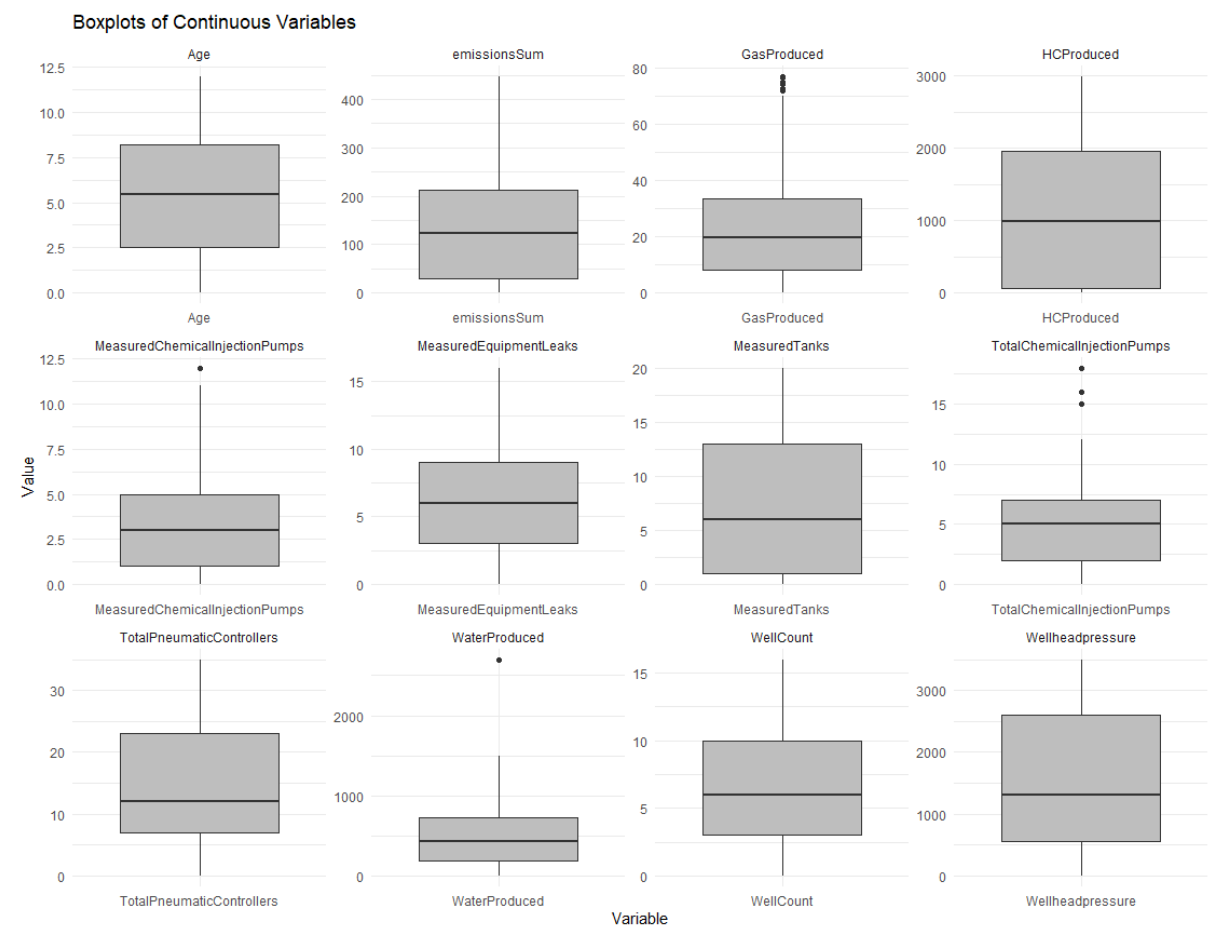 Boxplots of Continuous Variables
Age
emissionsSum
GasProduced
HCProduced
12.5
10.0
7.5
5.0
2.5
0.0
400
300
200
100
0
80
60
40
20
0
3000
2000
1000
0
Age
emissionsSum
GasProduced
HCProduced
MeasuredChemicalInjectionPumps
MeasuredEquipmentLeaks
MeasuredTanks
TotalChemicalInjectionPumps
Value
12.5
10.0
7.5
5.0
2.5
0.0
15
10
5
0
20
15
10
5
0
15
10
5
0
MeasuredChemicalInjectionPumps
MeasuredEquipmentLeaks
MeasuredTanks
TotalChemicalInjectionPumps
TotalPneumaticControllers
WaterProduced
WellCount
Wellheadpressure
30
20
10
0
2000
1000
0
15
10
5
0
3000
2000
1000
0
TotalPneumaticControllers
WaterProduced
WellCount
Wellheadpressure
Variable